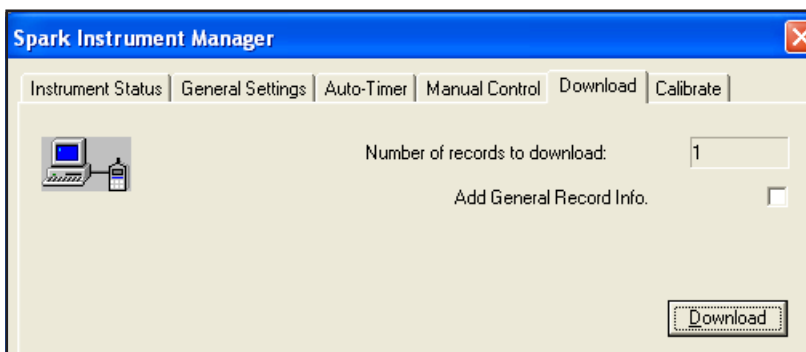 Spark Instrument Manager
Instrument Status General Settings Auto-Timer Manual Control Download Calibrate
Number of records to download: 1
Add General Record Info.
Download